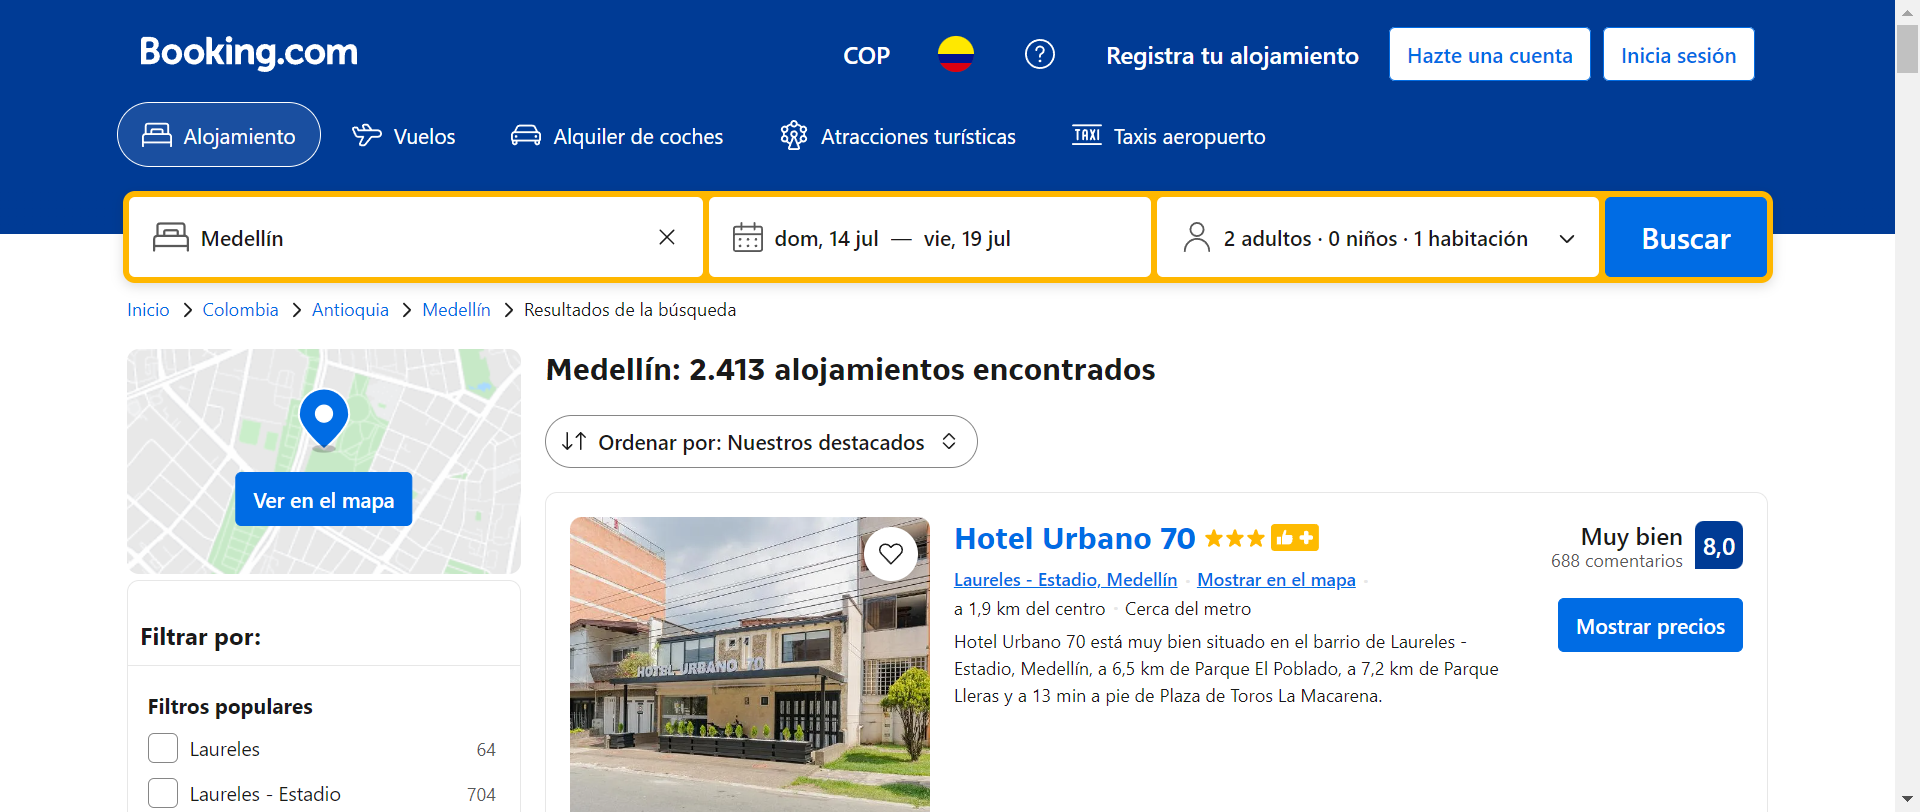 Booking.com
COP
Registra tu alojamiento
Hazte una cuenta
Inicia sesión
Alojamiento
Vuelos
Alquiler de coches
Atracciones turísticas
TAXI
Taxis aeropuerto
Medellín
dom, 14 jul — vie, 19 jul
2 adultos · 0 niños · 1 habitación
Buscar
Inicio
Colombia
Antioquia
Medellín
Resultados de la búsqueda
Ver en el mapa
Filtrar por:
Filtros populares
Laureles 64
Laureles - Estadio 704
Medellín: 2.413 alojamientos encontrados
Ordenar por: Nuestros destacados
HOTEL URBANO 70
Hotel Urbano 70
Laureles - Estadio, Medellín
Mostrar en el mapa
a 1,9 km del centro
Cerca del metro
Hotel Urbano 70 está muy bien situado en el barrio de Laureles -
Estadio, Medellín, a 6,5 km de Parque El Poblado, a 7,2 km de Parque
Lleras y a 13 min a pie de Plaza de Toros La Macarena.
Muy bien
688 comentarios
8,0
Mostrar precios